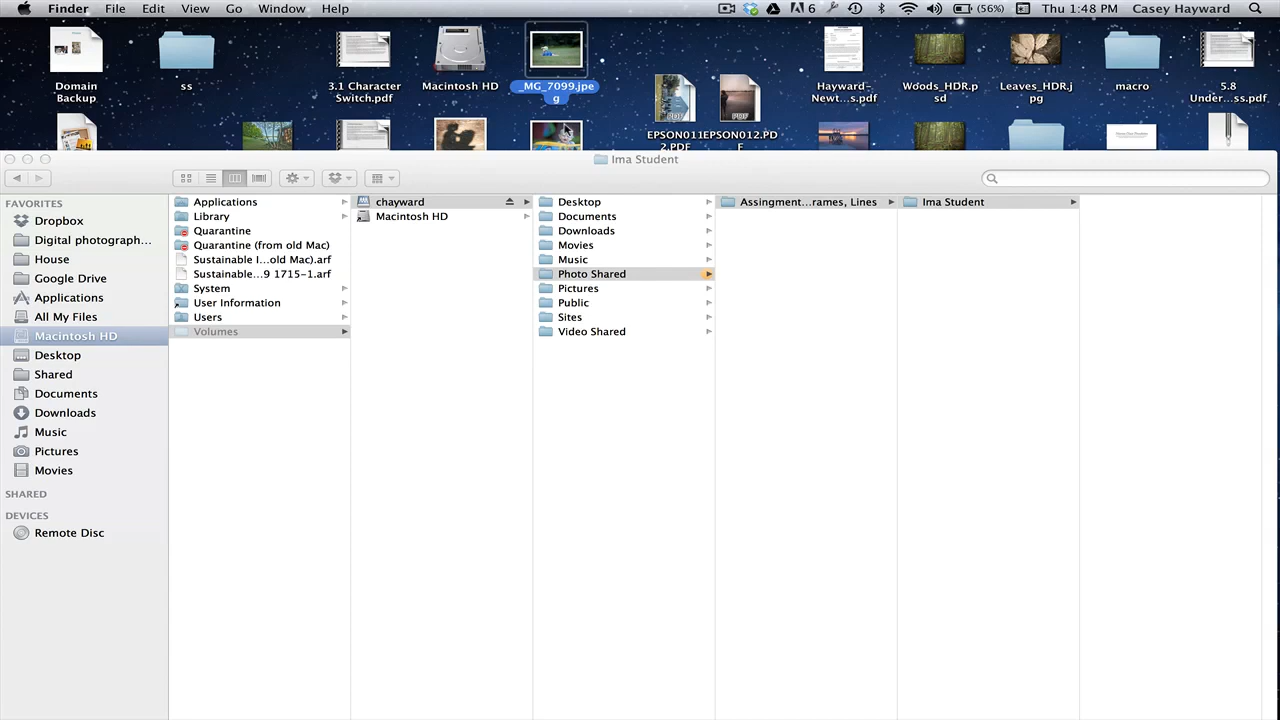 Finder File Edit View Go Window Help 6 (56%) Thu 1:48 PM Casey Hayward
Domain
Backup
ss
3.1 Character
Switch.pdf
Macintosh HD
_MG_7099.jpe
g
EPSON011
2.PDF
EPSON012.PD
F
Hayward-
Newt...s.pdf
Woods_HDR.p
sd
Leaves_HDR.j
pg
macro
5.8
Under...ss.pdf
Ima Student
FAVORITES
Dropbox
Digital photograph...
House
Google Drive
Applications
All My Files
Macintosh HD
Desktop
Shared
Documents
Downloads
Music
Pictures
Movies
SHARED
DEVICES
Remote Disc
Applications
Library
Quarantine
Quarantine (from old Mac)
Sustainable I...old Mac).arf
Sustainable...9 1715-1.arf
System
User Information
Users
Volumes
chayward
Macintosh HD
Desktop
Documents
Downloads
Movies
Music
Photo Shared
Pictures
Public
Sites
Video Shared
Assingment...rames, Lines
Ima Student